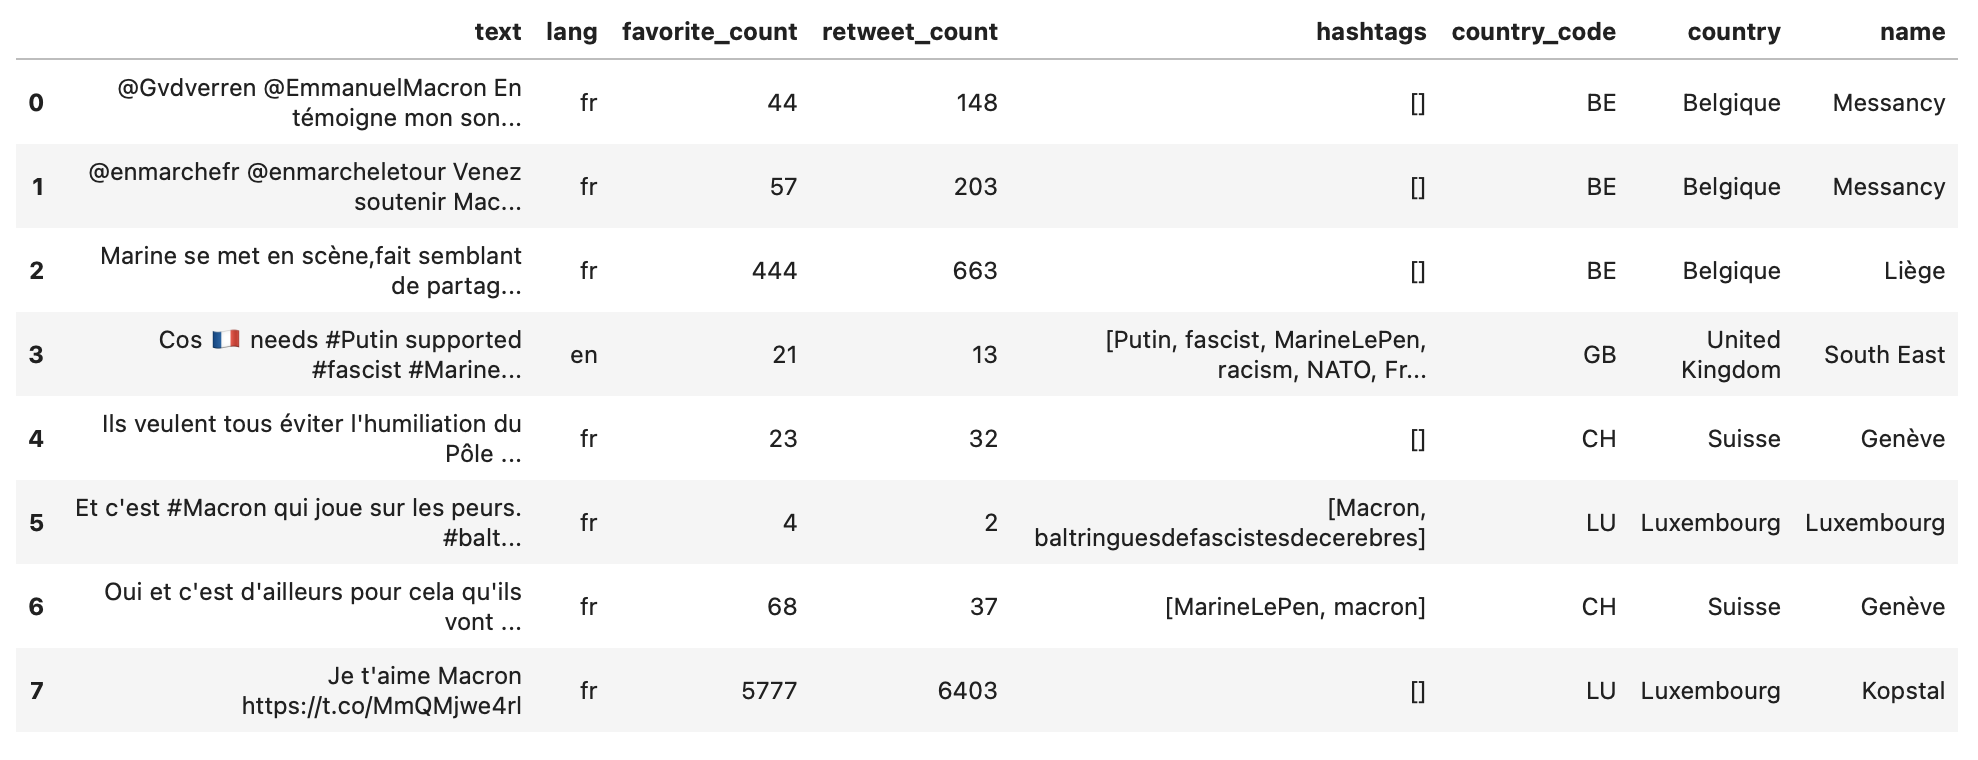 text lang favorite_count retweet_count hashtags country_code country name
0 @Gvdverren @EmmanuelMacron En témoigne mon son... fr 44 148 [] BE Belgique Messancy
1 @enmarchefr @enmarcheletour Venez soutenir Mac... fr 57 203 [] BE Belgique Messancy
2 Marine se met en scène,fait semblant de partag... fr 444 663 [] BE Belgique Liège
3 Cos 🇫🇷 needs #Putin supported #fascist #Marine... en 21 13 [Putin, fascist, MarineLePen, racism, NATO, Fr... GB United Kingdom South East
4 Ils veulent tous éviter l'humiliation du Pôle ... fr 23 32 [] CH Suisse Genève
5 Et c'est #Macron qui joue sur les peurs. #balt... fr 4 2 [Macron, baltringuesdefascistesdecerebres] LU Luxembourg Luxembourg
6 Oui et c'est d'ailleurs pour cela qu'ils vont ... fr 68 37 [MarineLePen, macron] CH Suisse Genève
7 Je t'aime Macron https://t.co/MmQMjwe4rl fr 5777 6403 [] LU Luxembourg Kopstal